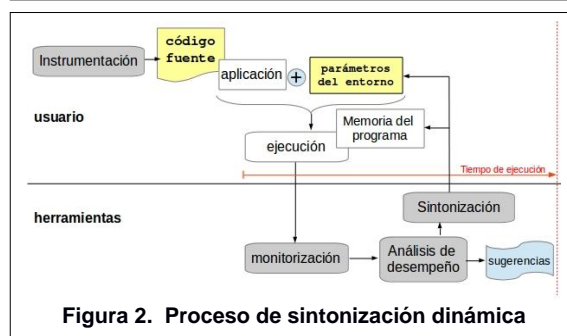 código
fuente
Instrumentación
aplicación
+
parámetros
del entorno
usuario
Memoria del
programa
ejecución
Tiempo de ejecución
herramientas
Sintonización
monitorización
Análisis de
desempeño
sugerencias
Figura 2. Proceso de sintonización dinámica